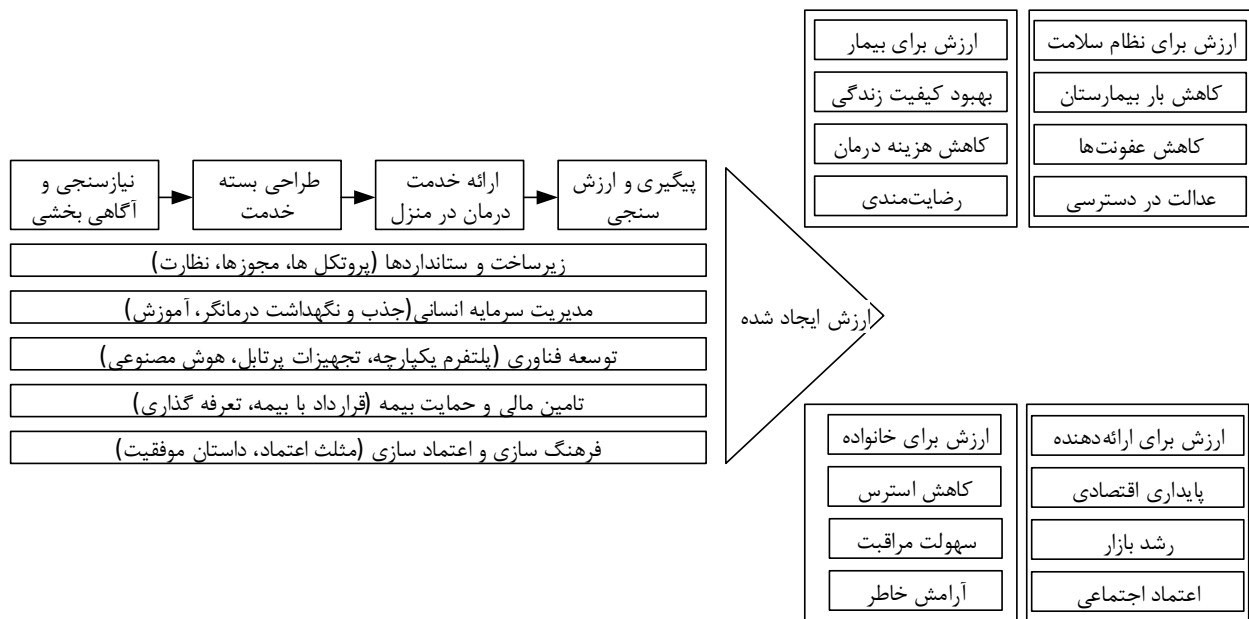 نیازسنجی و
آگاهی بخشی
طراحی بسته
خدمت
ارائه خدمت
درمان در منزل
پیگیری و ارزش
سنجی
زیرساخت و ستانداردها (پروتکل ها، مجوزها، نظارت)
مدیریت سرمایه انسانی(جذب و نگهداشت درمانگر، آموزش)
توسعه فناوری (پلتفرم یکپارچه، تجهیزات پرتابل، هوش مصنوعی)
تامین مالی و حمایت بیمه (قرارداد با بیمه، تعرفه گذاری)
فرهنگ سازی و اعتماد سازی (مثلث اعتماد، داستان موفقیت)
ارزش ایجاد شده
ارزش برای بیمار
بهبود کیفیت زندگی
کاهش هزینه درمان
رضایت‌مندی
ارزش برای نظام سلامت
کاهش بار بیمارستان
کاهش عفونت‌ها
عدالت در دسترسی
ارزش برای خانواده
کاهش استرس
سهولت مراقبت
آرامش خاطر
ارزش برای ارائه‌دهنده
پایداری اقتصادی
رشد بازار
اعتماد اجتماعی